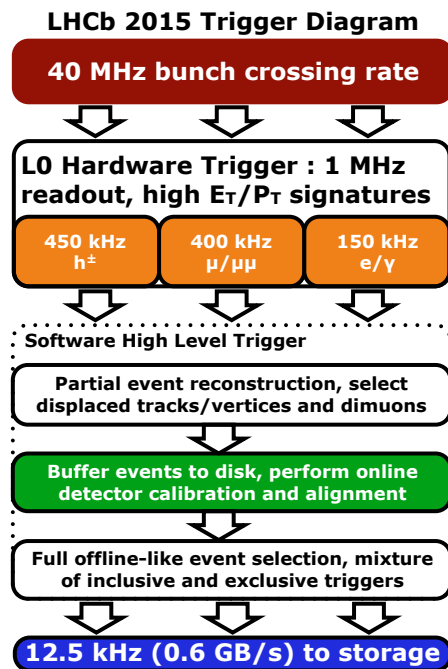 LHCb 2015 Trigger Diagram
40 MHz bunch crossing rate
L0 Hardware Trigger : 1 MHz
readout, high ET/PT signatures
450 kHz
h±
400 kHz
µ/µµ
150 kHz
e/γ
Software High Level Trigger
Partial event reconstruction, select
displaced tracks/vertices and dimuons
Buffer events to disk, perform online
detector calibration and alignment
Full offline-like event selection, mixture
of inclusive and exclusive triggers
12.5 kHz (0.6 GB/s) to storage